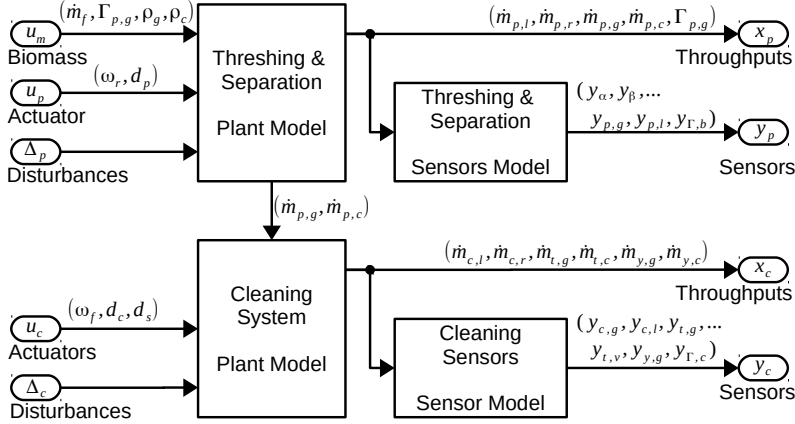 (ṁ_f, Γ_{p,g}, ρ_g, ρ_c)
u_m
Biomass
(ω_r, d_p)
u_p
Actuator
Δ_p
Disturbances
Threshing &
Separation
Plant Model
(ṁ_{p,l}, ṁ_{p,r}, ṁ_{p,g}, ṁ_{p,c}, Γ_{p,g})
x_p
Throughputs
Threshing &
Separation
Sensors Model
(y_α, y_β, ...
y_{p,g}, y_{p,l}, y_{Γ,b})
y_p
Sensors
(ṁ_{p,g}, ṁ_{p,c})
(ω_f, d_c, d_s)
u_c
Actuators
Δ_c
Disturbances
Cleaning
System
Plant Model
(ṁ_{c,l}, ṁ_{c,r}, ṁ_{t,g}, ṁ_{t,c}, ṁ_{y,g}, ṁ_{y,c})
x_c
Throughputs
Cleaning
Sensors
Sensor Model
(y_{c,g}, y_{c,l}, y_{t,g}, ...
y_{t,v}, y_{y,g}, y_{Γ,c})
y_c
Sensors